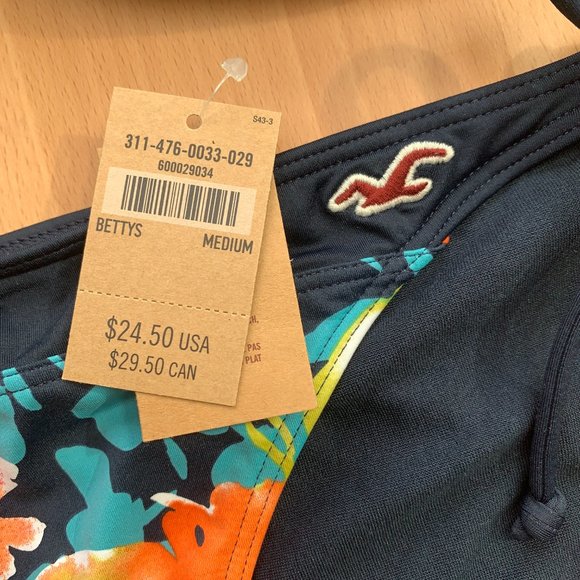 S43-3
311-476-0033-029
600029034
BETTYS MEDIUM
$24.50 USA
$29.50 CAN
PAS
PLAT